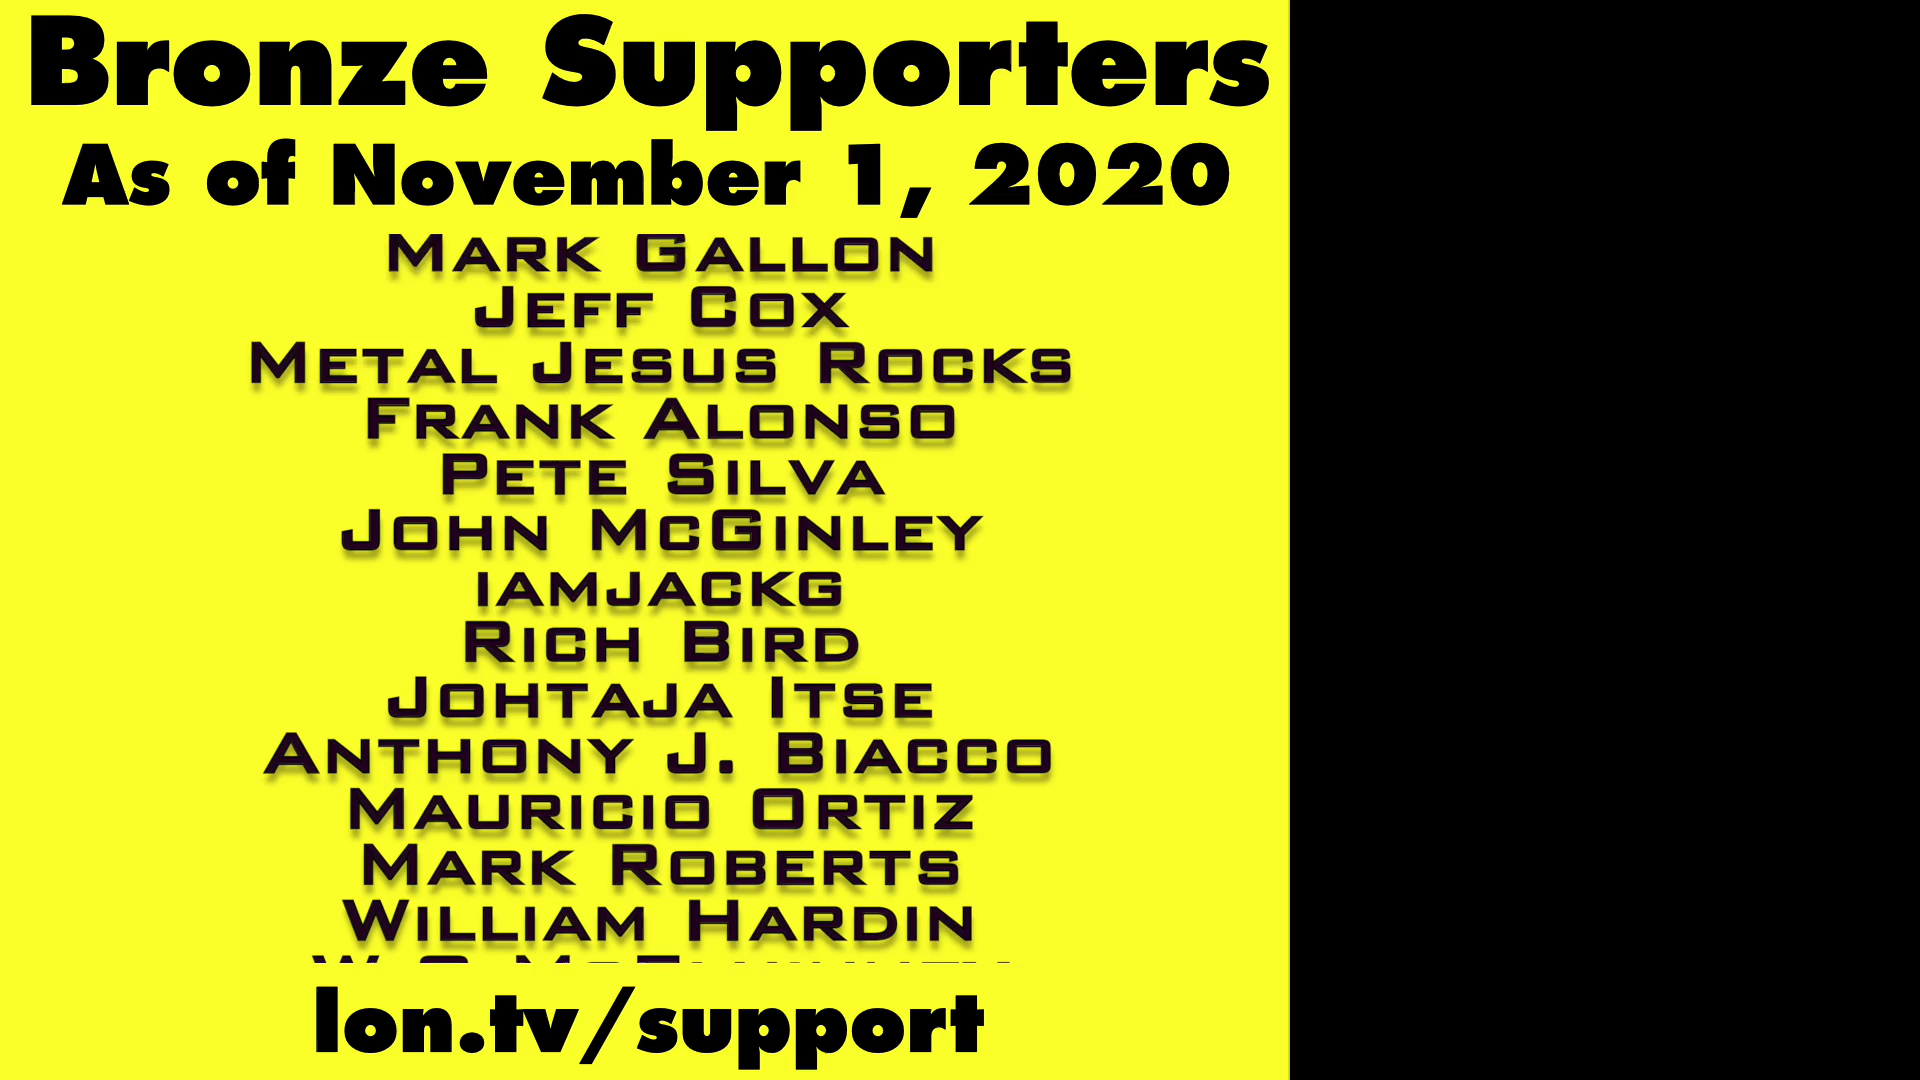 Bronze Supporters
As of November 1, 2020
Mark Gallon
Jeff Cox
Metal Jesus Rocks
Frank Alonso
Pete Silva
John McGinley
iamjackg
Rich Bird
Johtaja Itse
Anthony J. Biacco
Mauricio Ortiz
Mark Roberts
William Hardin
lon.tv/support